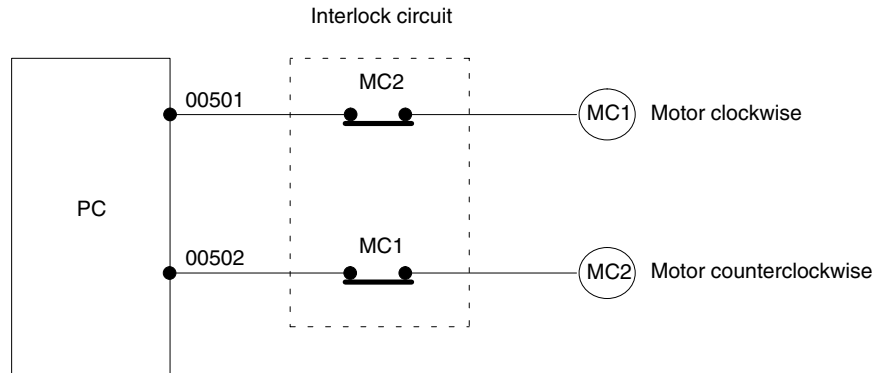 Interlock circuit
MC2
00501
MC1 Motor clockwise
PC
MC1
00502
MC2 Motor counterclockwise